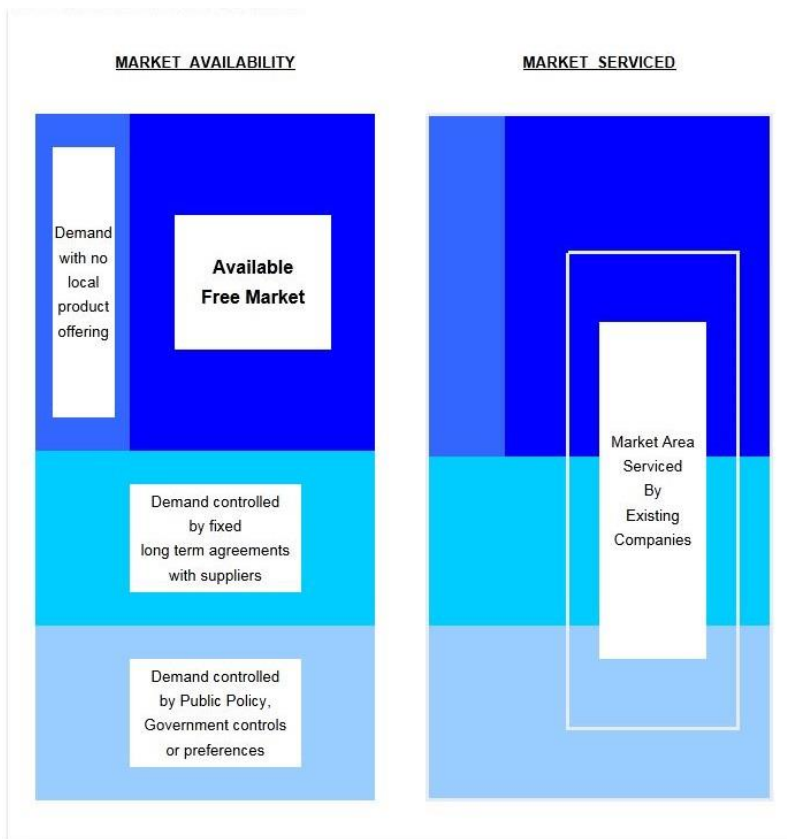 MARKET AVAILABILITY
MARKET SERVICED
Demand
with no
local
product
offering
Available
Free Market
Demand controlled
by fixed
long term agreements
with suppliers
Demand controlled
by Public Policy,
Government controls
or preferences
Market Area
Serviced
By
Existing
Companies